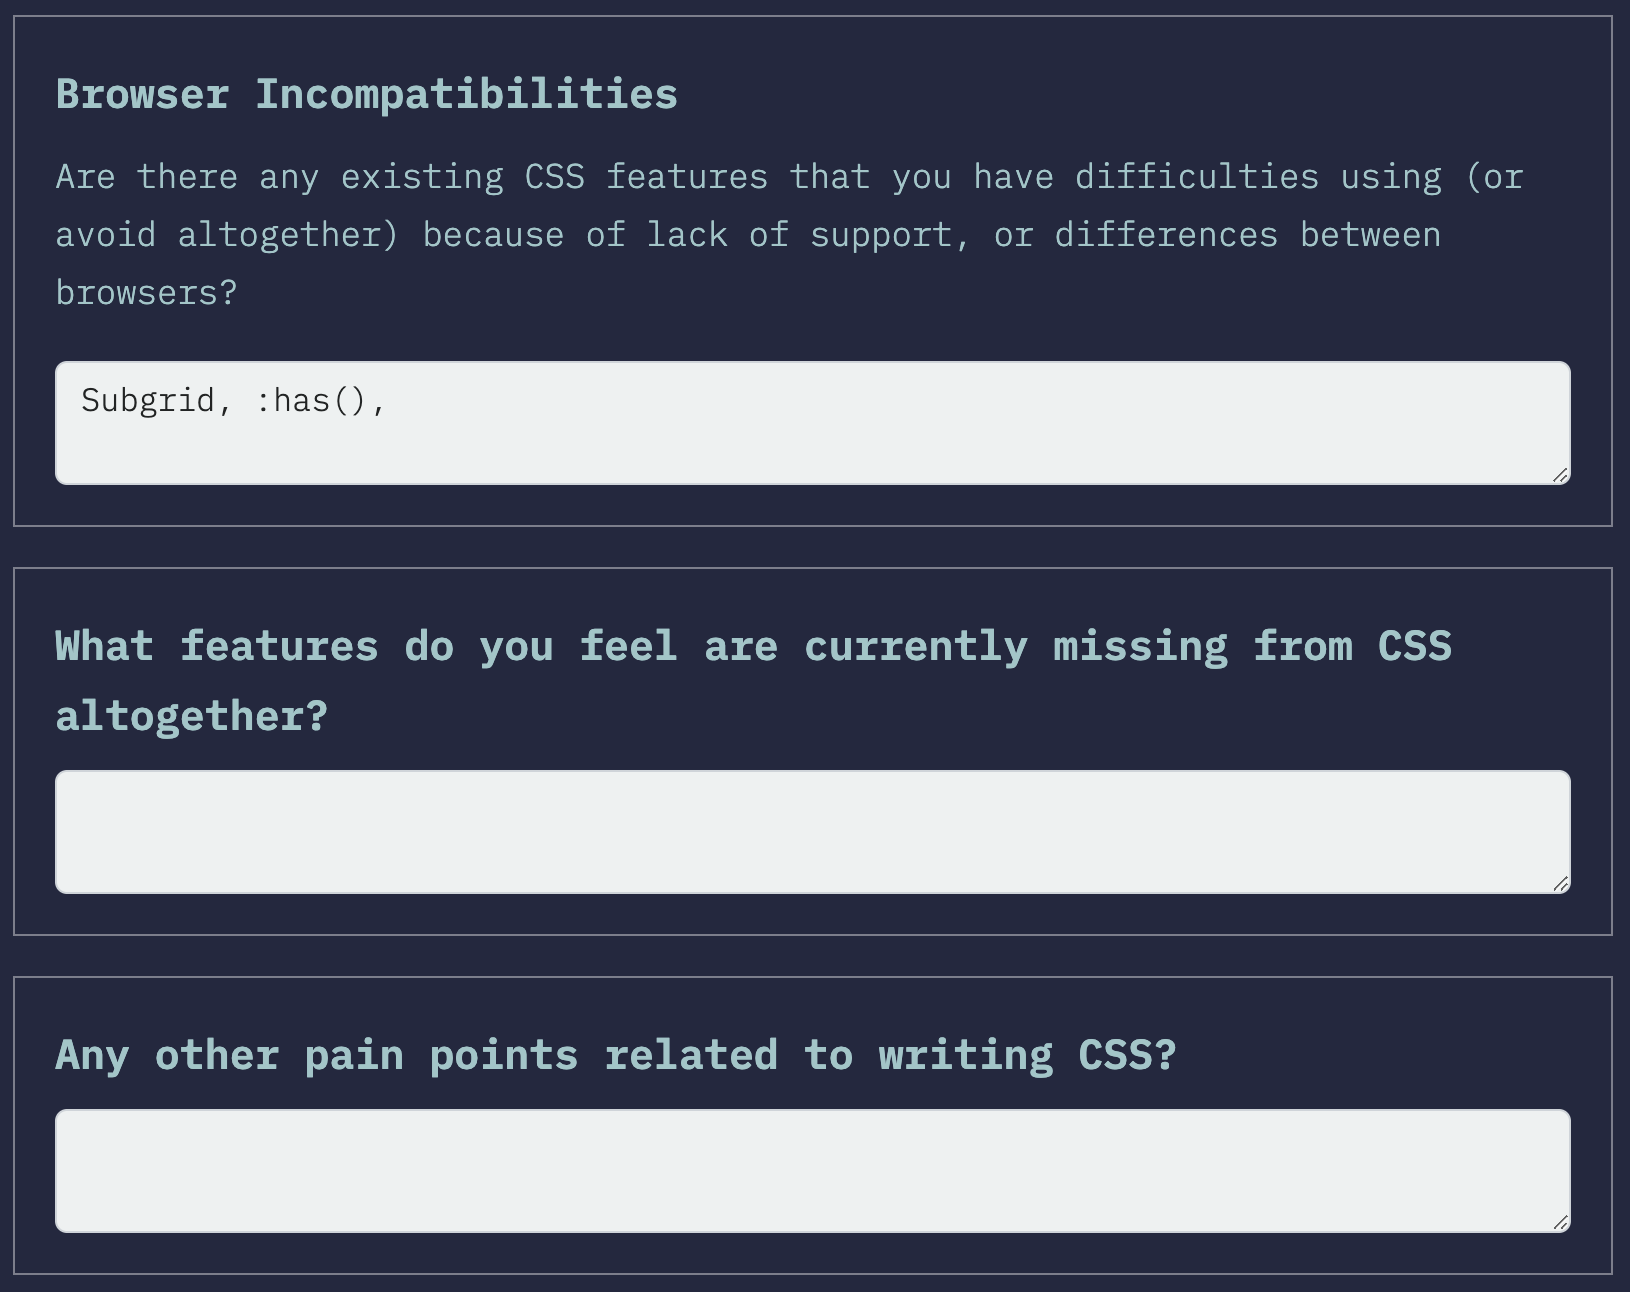 Browser Incompatibilities
Are there any existing CSS features that you have difficulties using (or
avoid altogether) because of lack of support, or differences between
browsers?
Subgrid, :has(),
What features do you feel are currently missing from CSS
altogether?
Any other pain points related to writing CSS?